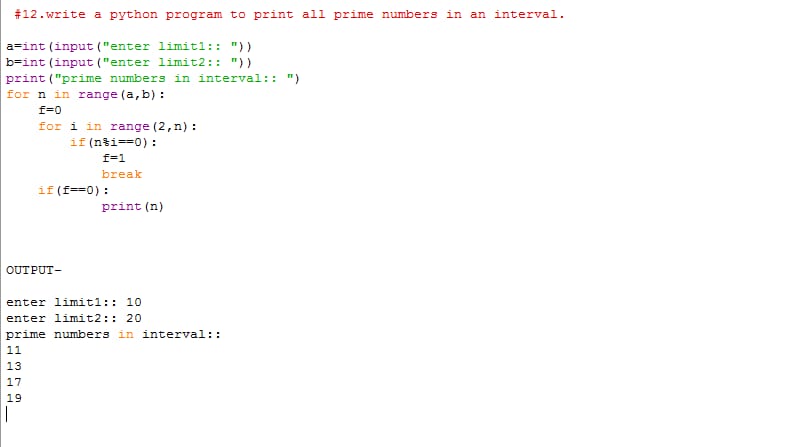 #12.write a python program to print all prime numbers in an interval.
a=int(input("enter limit1:: "))
b=int(input("enter limit2:: "))
print("prime numbers in interval:: ")
for n in range(a,b):
    f=0
    for i in range(2,n):
        if(n%i==0):
            f=1
            break
    if(f==0):
            print(n)
OUTPUT-
enter limit1:: 10
enter limit2:: 20
prime numbers in interval::
11
13
17
19